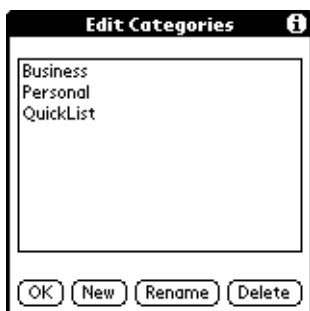 Edit Categories
Business
Personal
QuickList
OK New Rename Delete